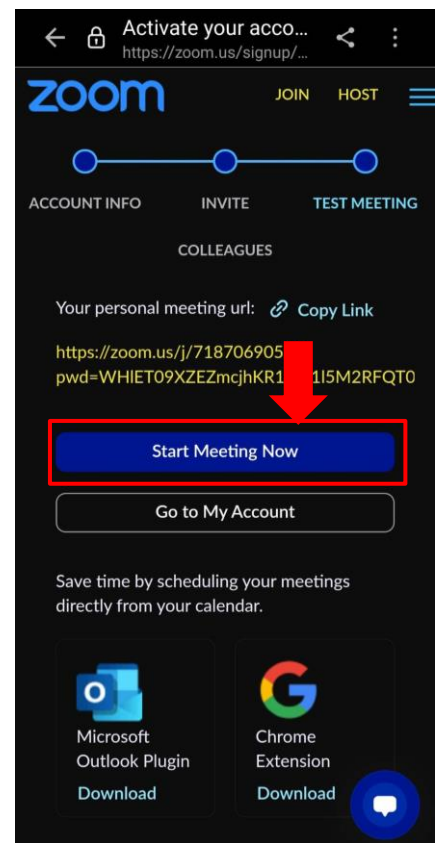 Activate your acco...
https://zoom.us/signup/...
zoom JOIN HOST
ACCOUNT INFO INVITE COLLEAGUES TEST MEETING
Your personal meeting url: Copy Link
https://zoom.us/j/718706905
pwd=WHlET09XZEZmcjhKR1 1I5M2RFQT0
Start Meeting Now
Go to My Account
Save time by scheduling your meetings
directly from your calendar.
Microsoft
Outlook Plugin
Download
Chrome
Extension
Download